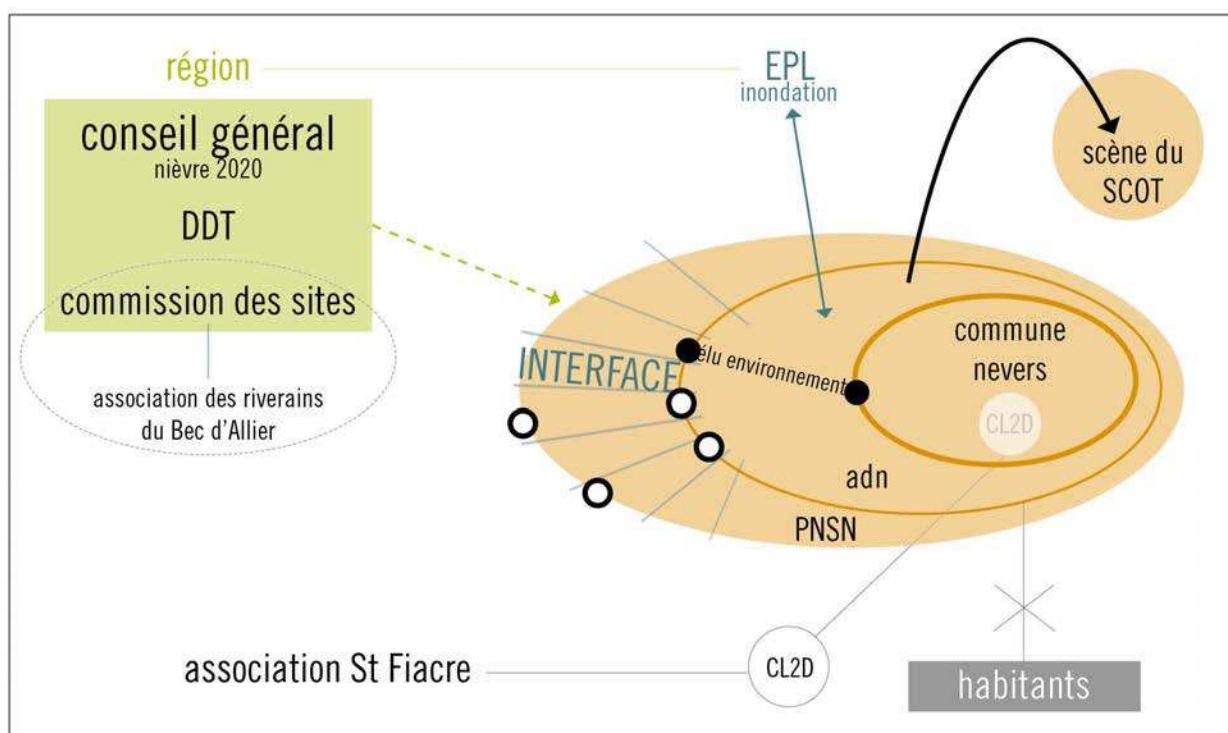 région
EPL
inondation
conseil général
nièvre 2020
DDT
commission des sites
association des riverains
du Bec d'Allier
scène du
SCOT
INTERFACE
élu environnement
commune
nevers
CL2D
adn
PNSN
association St Fiacre
CL2D
habitants